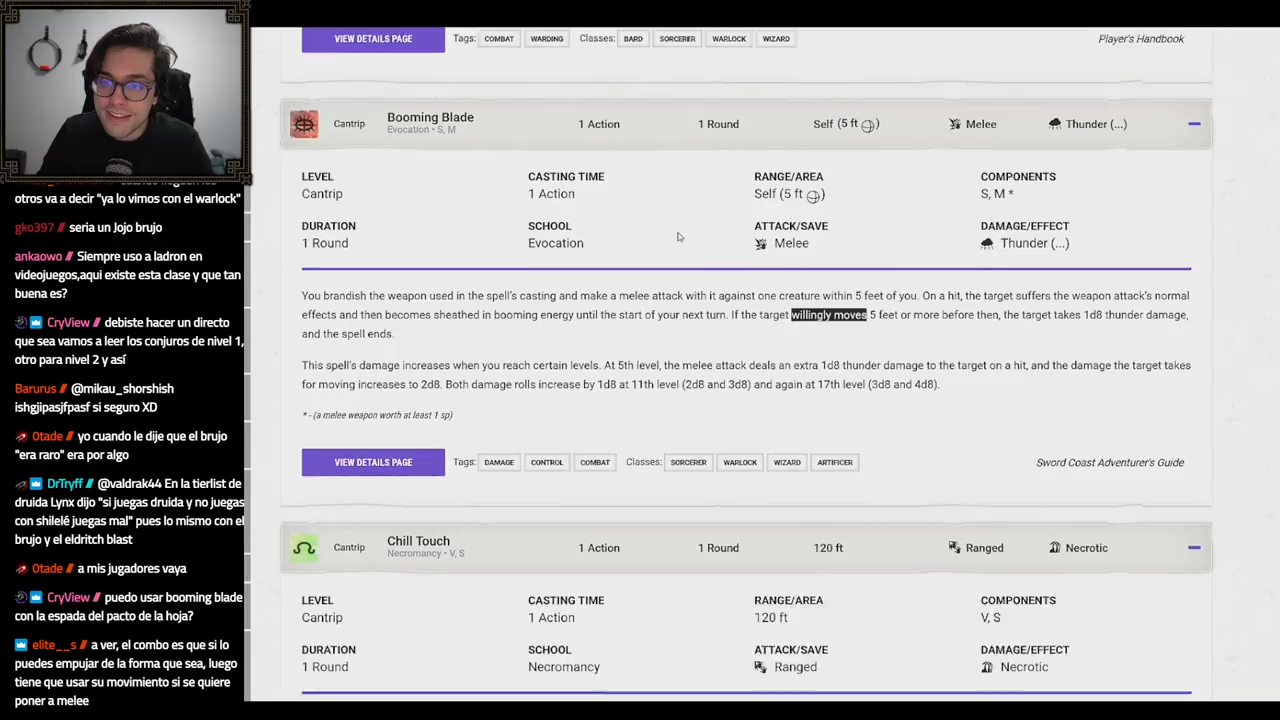 VIEW DETAILS PAGE
Tags: COMBAT WARDING Classes: BARD SORCERER WARLOCK WIZARD
Player's Handbook
Cantrip
Booming Blade
Evocation • S, M
1 Action
1 Round
Self (5 ft )
Melee
Thunder (...)
LEVEL
Cantrip
CASTING TIME
1 Action
RANGE/AREA
Self (5 ft )
COMPONENTS
S, M *
DURATION
1 Round
SCHOOL
Evocation
ATTACK/SAVE
Melee
DAMAGE/EFFECT
Thunder (...)
You brandish the weapon used in the spell's casting and make a melee attack with it against one creature within 5 feet of you. On a hit, the target suffers the weapon attack's normal
effects and then becomes sheathed in booming energy until the start of your next turn. If the target willingly moves 5 feet or more before then, the target takes 1d8 thunder damage,
and the spell ends.
This spell's damage increases when you reach certain levels. At 5th level, the melee attack deals an extra 1d8 thunder damage to the target on a hit, and the damage the target takes
for moving increases to 2d8. Both damage rolls increase by 1d8 at 11th level (2d8 and 3d8) and again at 17th level (3d8 and 4d8).
* - (a melee weapon worth at least 1 sp)
VIEW DETAILS PAGE
Tags: DAMAGE CONTROL COMBAT Classes: SORCERER WARLOCK WIZARD ARTIFICER
Sword Coast Adventurer's Guide
Cantrip
Chill Touch
Necromancy • V, S
1 Action
1 Round
120 ft
Ranged
Necrotic
LEVEL
Cantrip
CASTING TIME
1 Action
RANGE/AREA
120 ft
COMPONENTS
V, S
DURATION
1 Round
SCHOOL
Necromancy
ATTACK/SAVE
Ranged
DAMAGE/EFFECT
Necrotic
otros va a decir "ya lo vimos con el warlock"
gko397 // seria un Jojo brujo
ankaowo // Siempre uso a ladron en
videojuegos,aqui existe esta clase y que tan
buena es?
CryView // debiste hacer un directo
que sea vamos a leer los conjuros de nivel 1,
otro para nivel 2 y así
Barurus // @mikau_shorshish
ishgjipasjfpasf si seguro XD
Otade // yo cuando le dije que el brujo
"era raro" era por algo
DrTryff // @valdrak44 En la tierlist de
druida Lynx dijo "si juegas druida y no juegas
con shilelé juegas mal" pues lo mismo con el
brujo y el eldritch blast
Otade // a mis jugadores vaya
CryView // puedo usar booming blade
con la espada del pacto de la hoja?
elite__s // a ver, el combo es que si lo
puedes empujar de la forma que sea, luego
tiene que usar su movimiento si se quiere
poner a melee